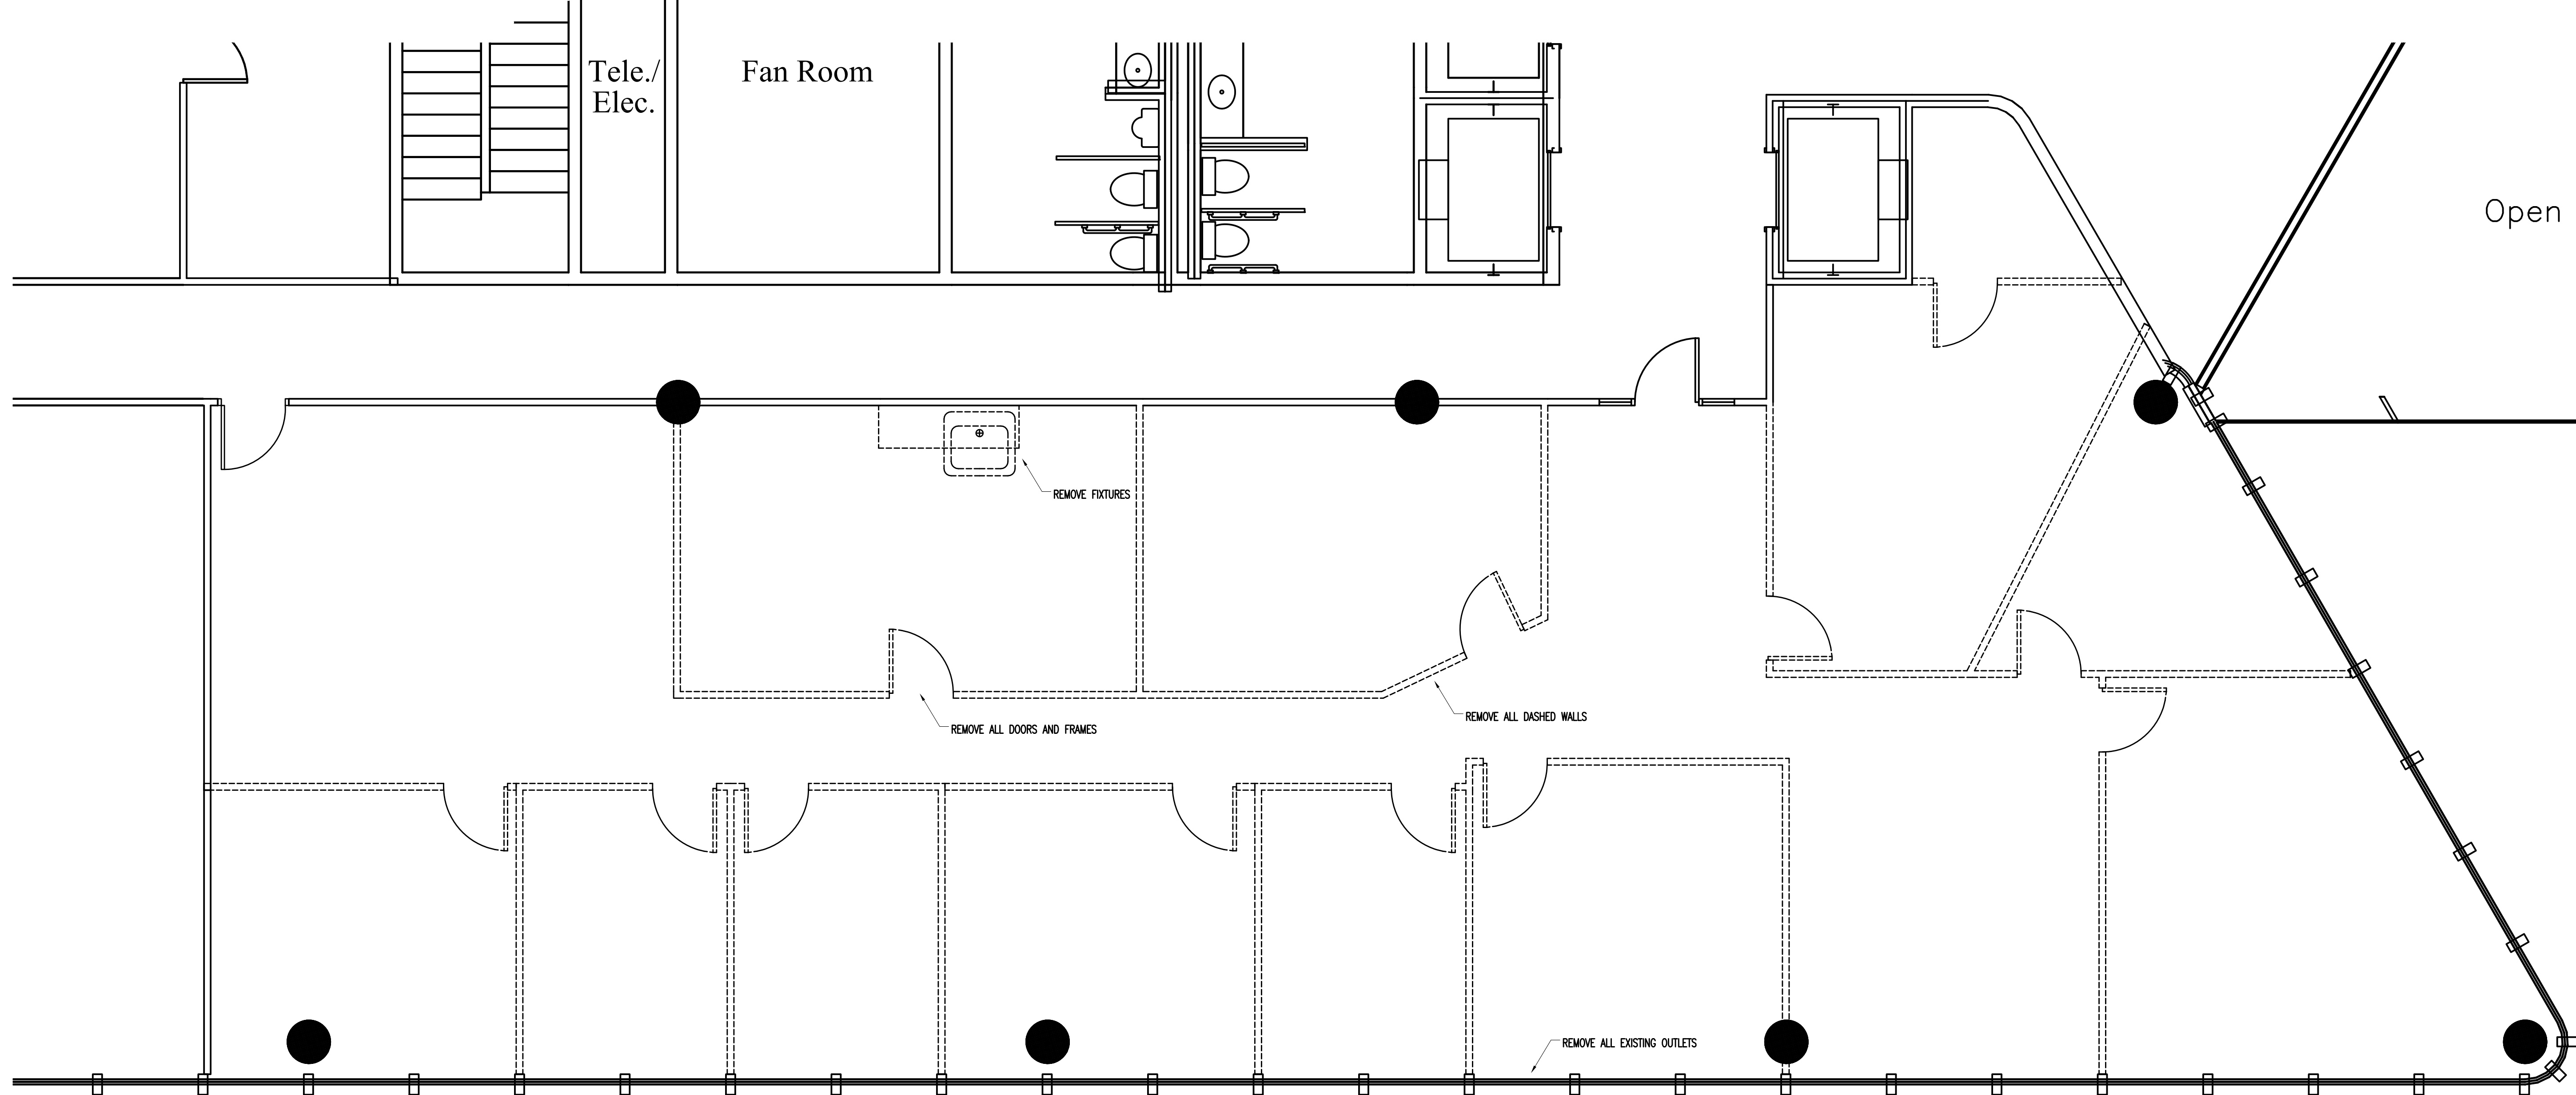 Tele./
Elec.
Fan Room
Open
REMOVE FIXTURES
REMOVE ALL DOORS AND FRAMES
REMOVE ALL DASHED WALLS
REMOVE ALL EXISTING OUTLETS